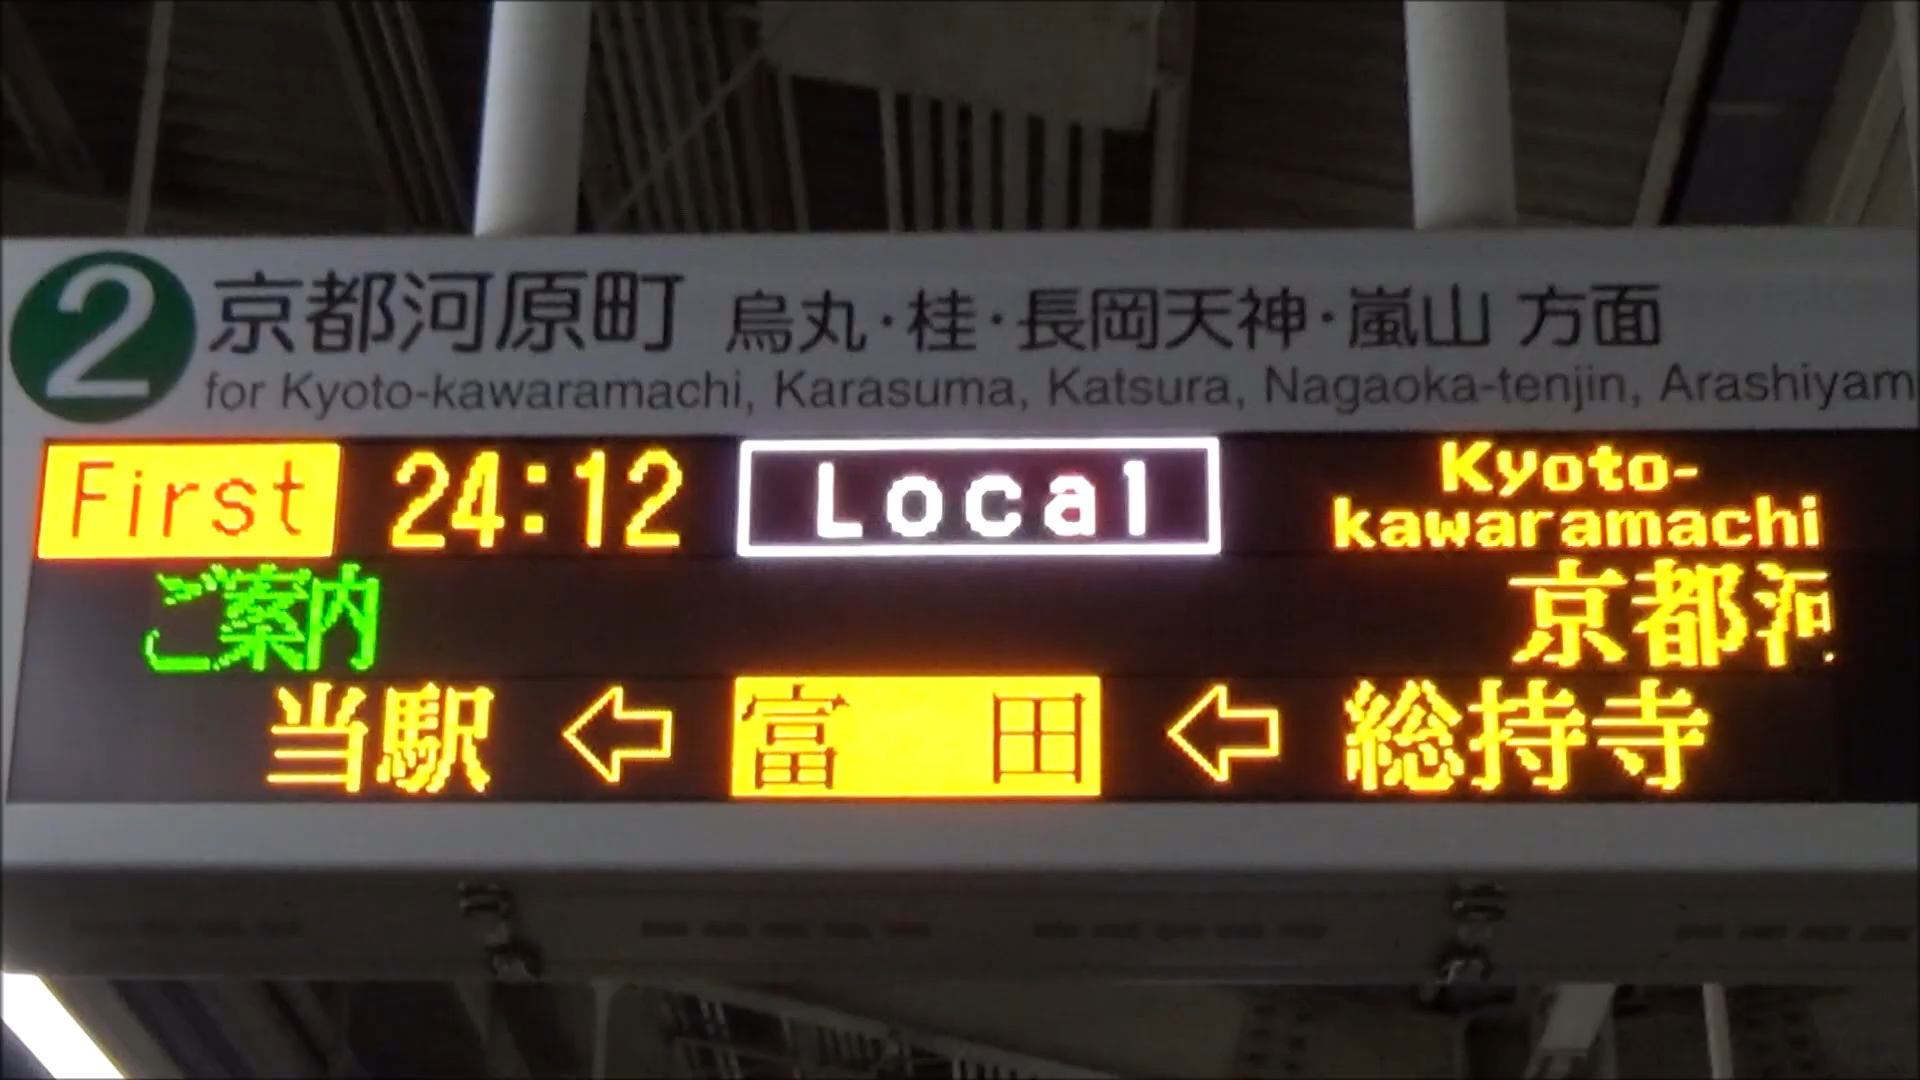 2 京都河原町 烏丸・桂・長岡天神・嵐山 方面
for Kyoto-kawaramachi, Karasuma, Katsura, Nagaoka-tenjin, Arashiyam
First 24:12 Local Kyoto-kawaramachi
ご案内 京都河
当駅 ⇦ 富田 ⇦ 総持寺